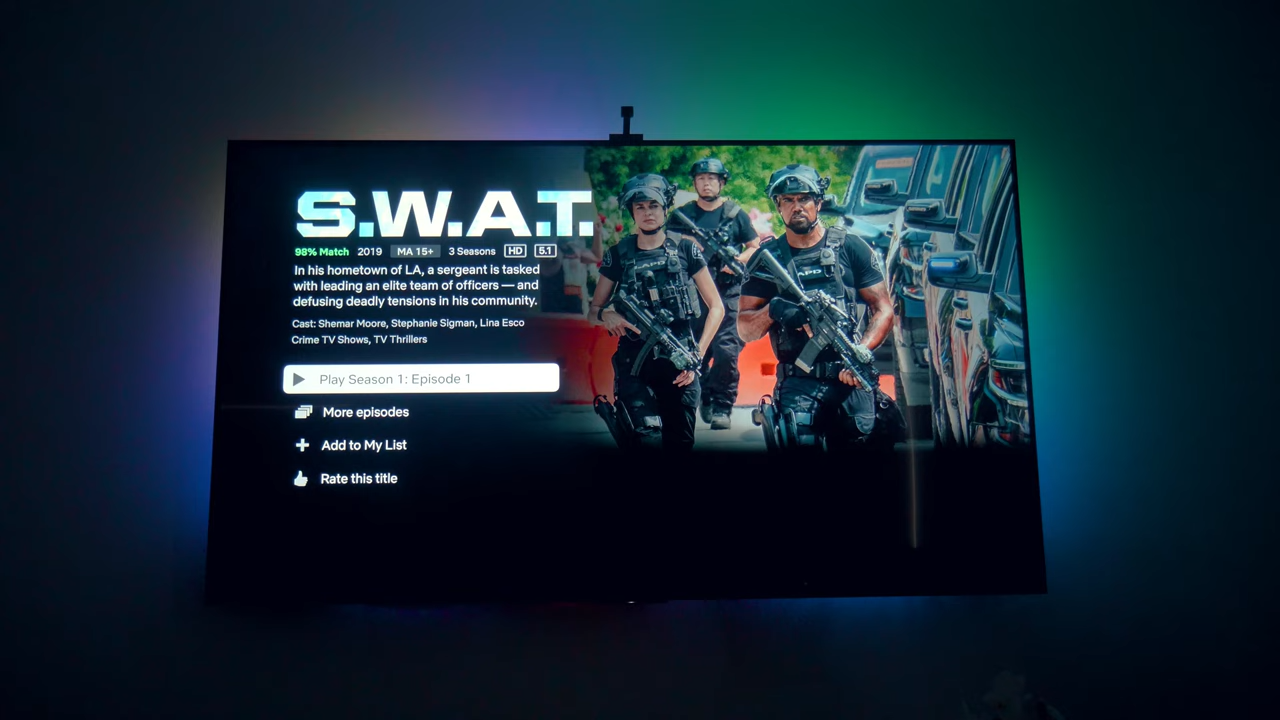 S.W.A.T.
98% Match 2019 MA 15+ 3 Seasons HD 5.1
In his hometown of LA, a sergeant is tasked
with leading an elite team of officers — and
defusing deadly tensions in his community.
Cast: Shemar Moore, Stephanie Sigman, Lina Esco
Crime TV Shows, TV Thrillers
Play Season 1: Episode 1
More episodes
Add to My List
Rate this title
LAPD
LAPD